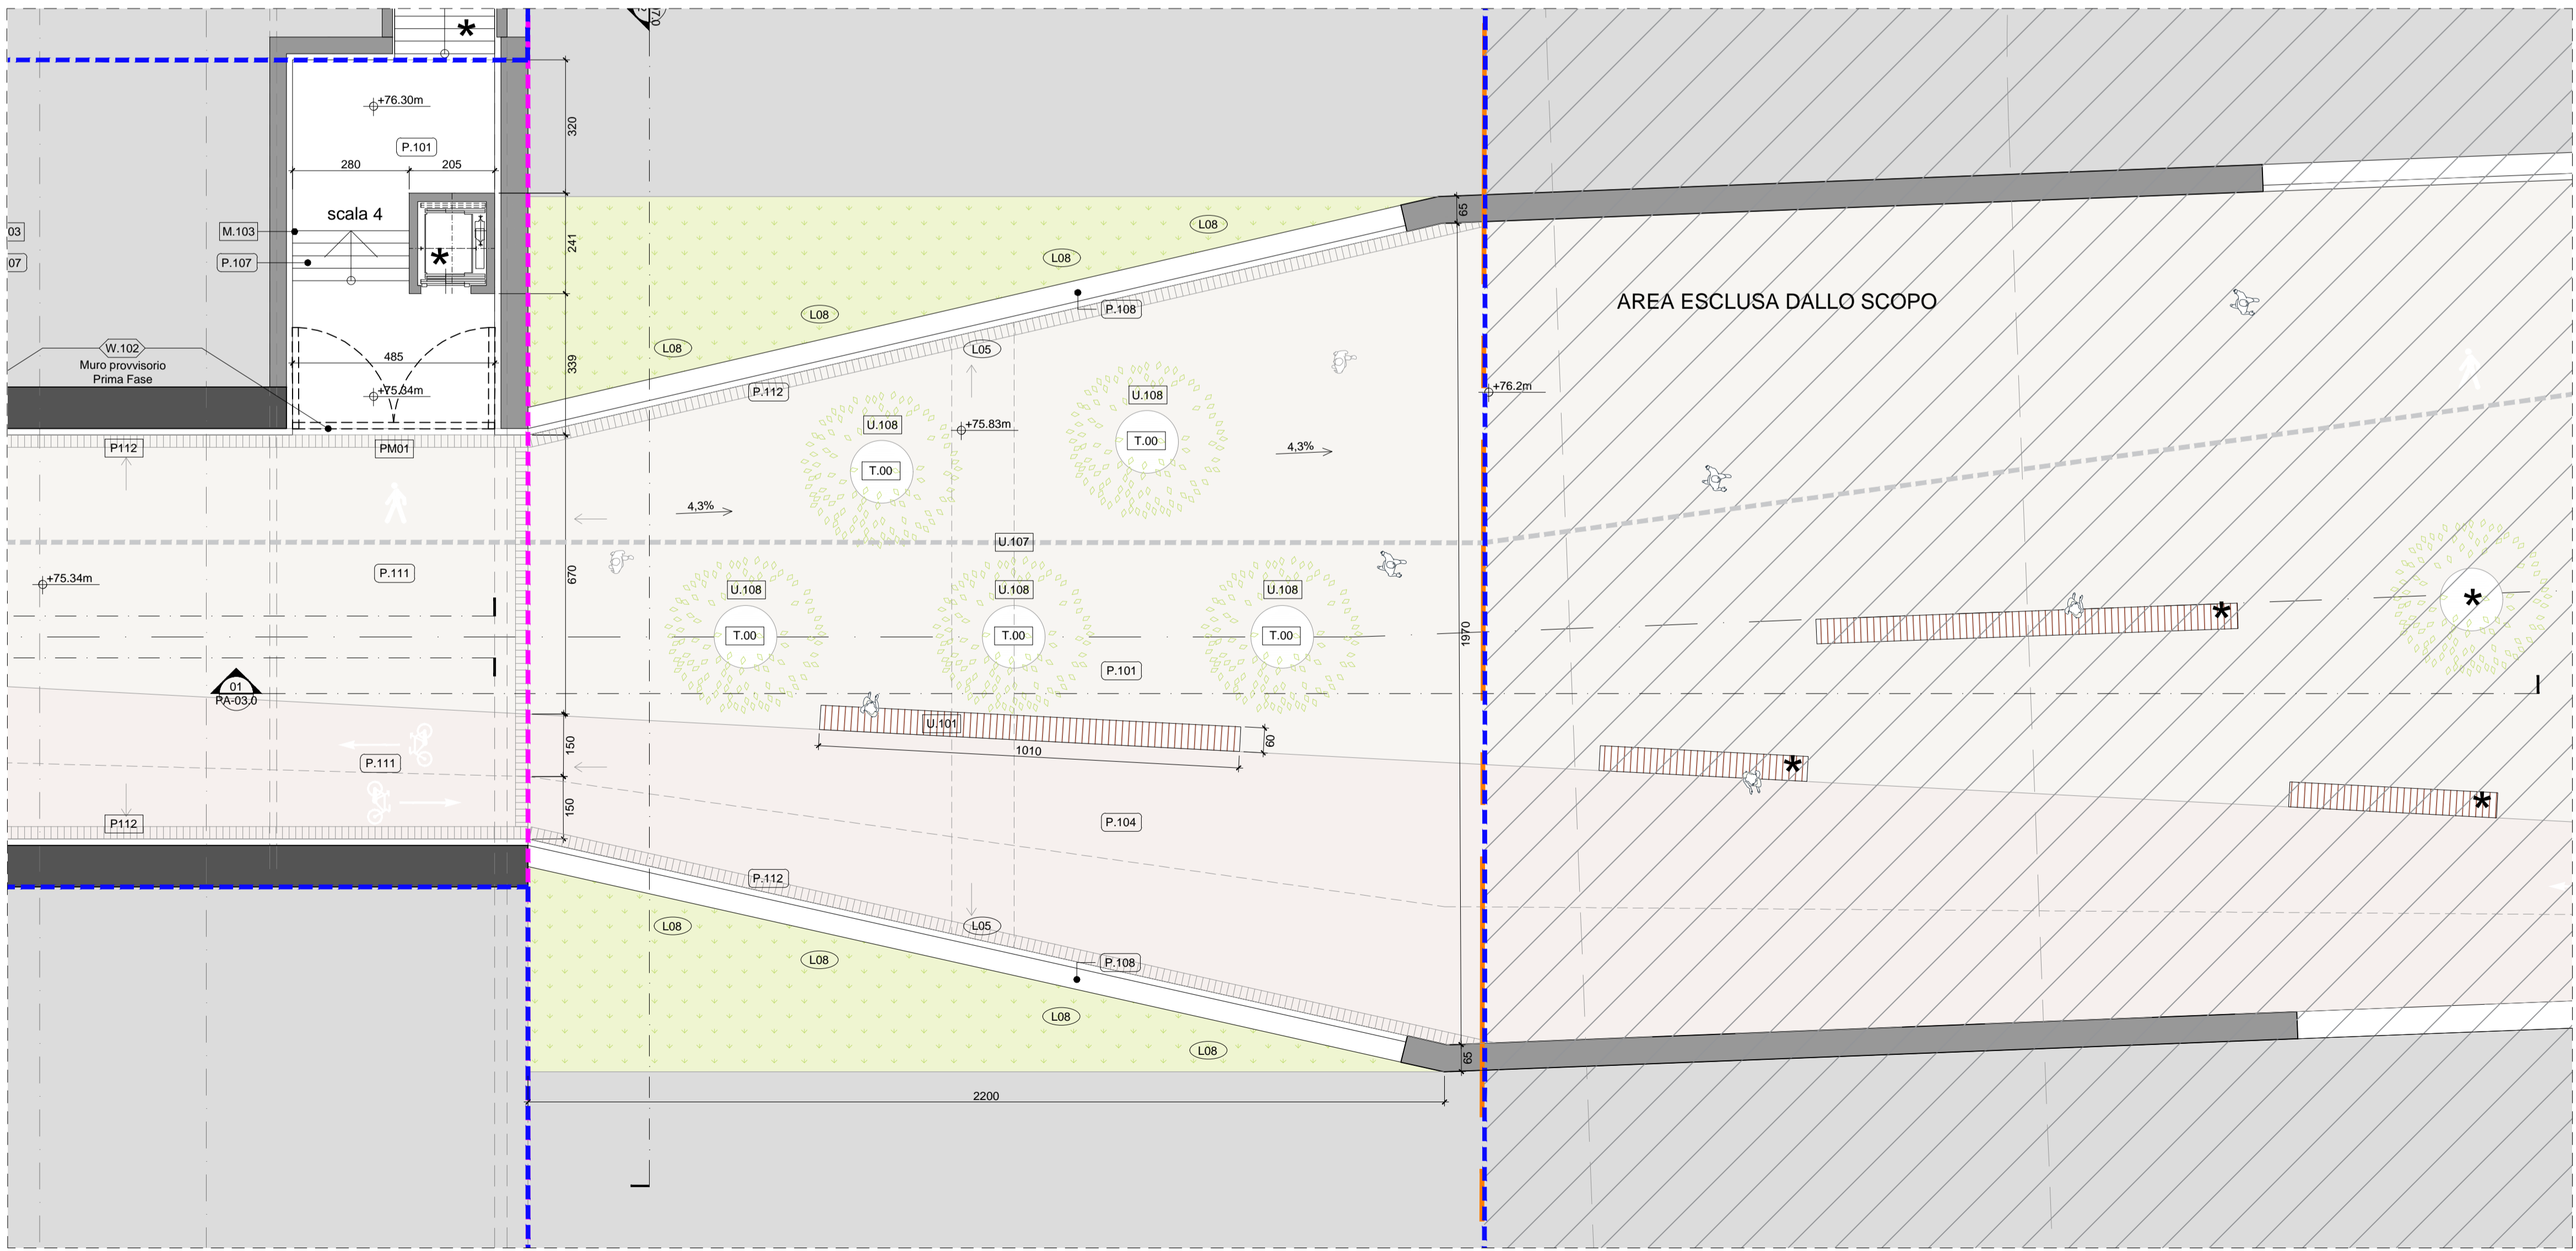 *
+76.30m
P.101
280
205
320
scala 4
M.103
03
P.107
07
*
241
W.102
Muro provvisorio
Prima Fase
485
339
+75.34m
P112
PM01
P.111
+75.34m
01
PA-03.0
P.111
P112
65
L08
L08
L08
L08
P.108
L05
P.112
U.108
U.108
+75.83m
T.00
T.00
4,3%
4,3%
U.107
670
U.108
U.108
U.108
T.00
T.00
T.00
P.101
1970
U.101
1010
60
150
150
P.104
P.112
L08
L05
L08
P.108
L08
L08
65
2200
AREA ESCLUSA DALLO SCOPO
+76.2m
*
*
*
*